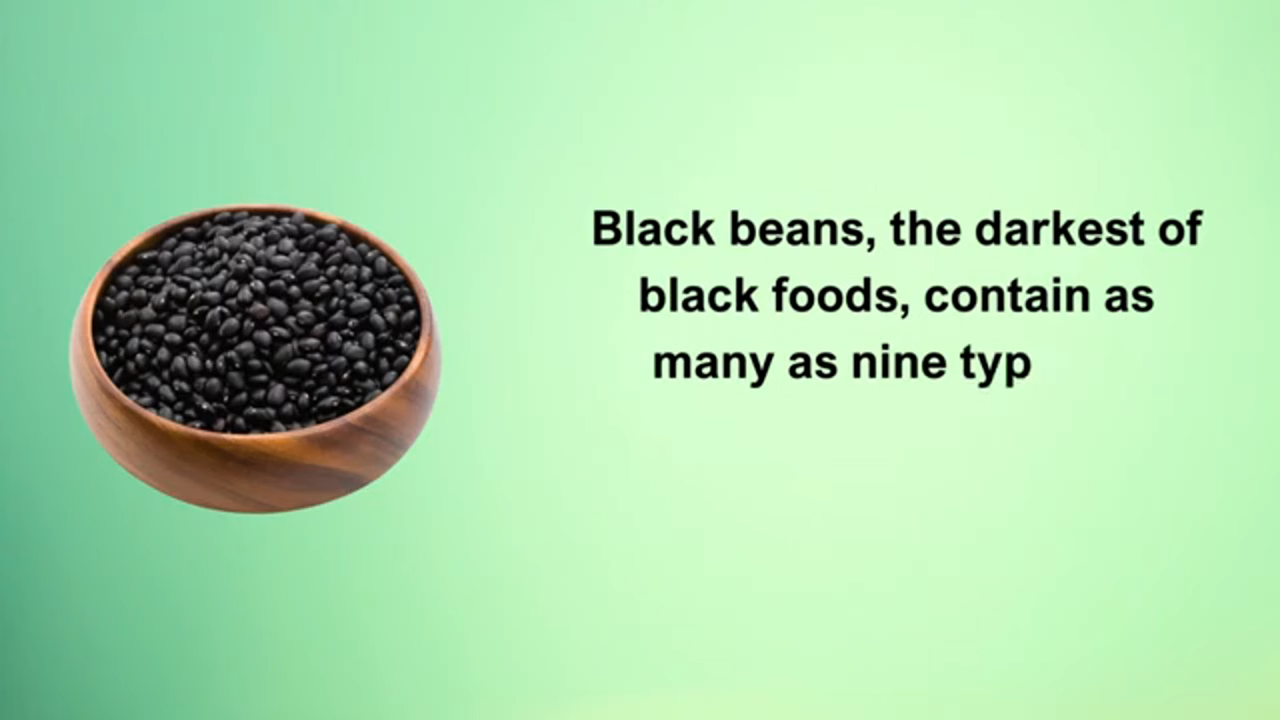 Black beans, the darkest of
black foods, contain as
many as nine typ